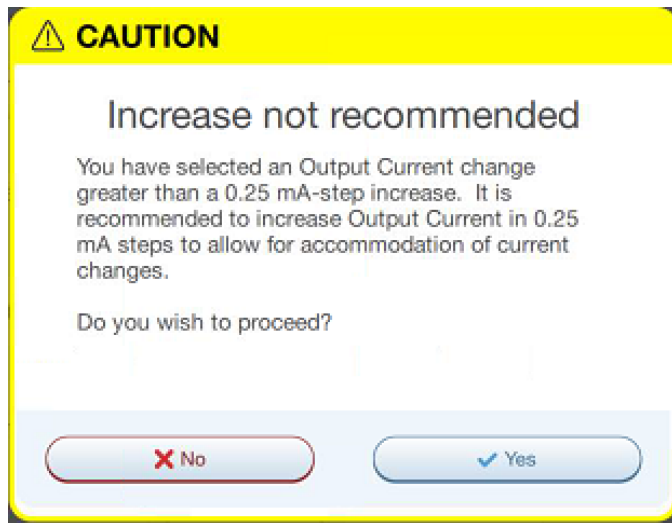 CAUTION
Increase not recommended
You have selected an Output Current change
greater than a 0.25 mA-step increase. It is
recommended to increase Output Current in 0.25
mA steps to allow for accommodation of current
changes.
Do you wish to proceed?
No
Yes